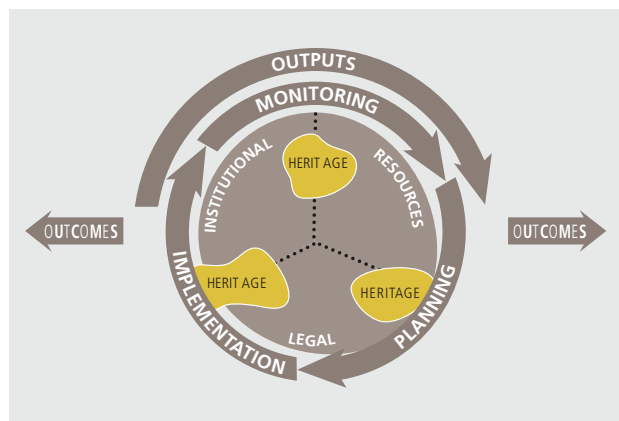 OUTPUTS
MONITORING
INSTITUTIONAL
HERIT AGE
RESOURCES
OUTCOMES
OUTCOMES
HERIT AGE
HERITAGE
IMPLEMENTATION
PLANNING
LEGAL